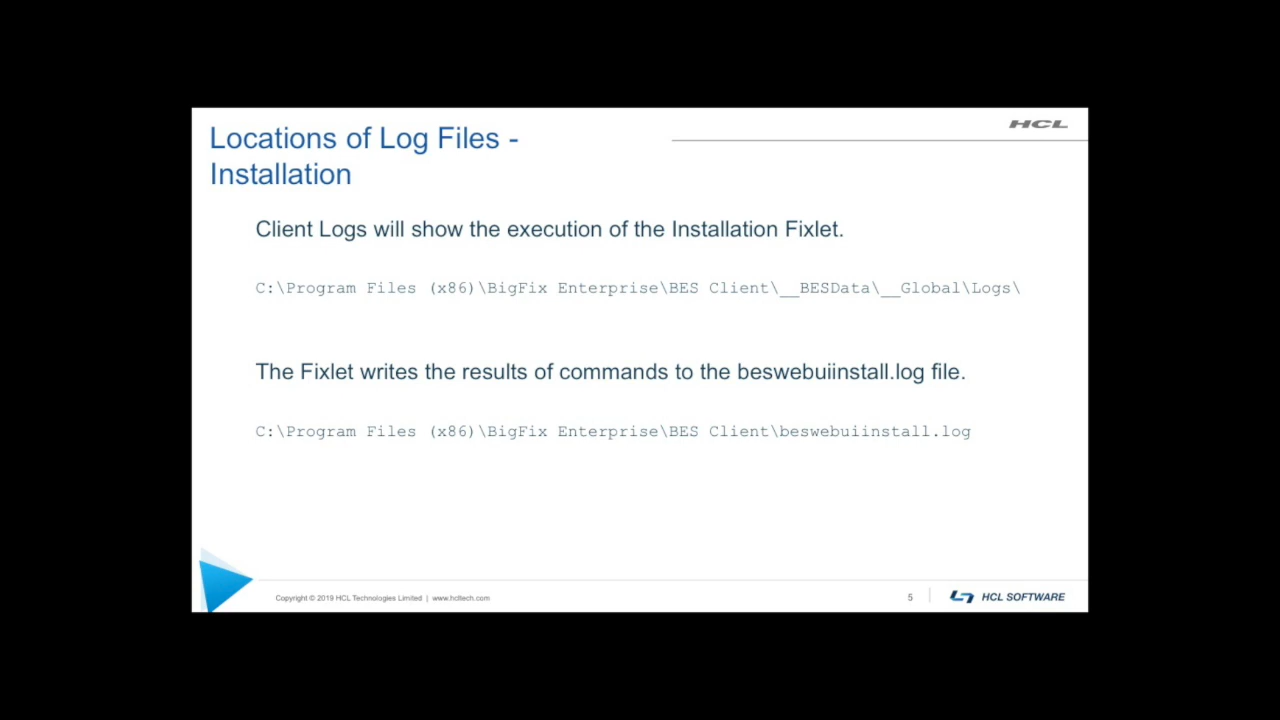 Locations of Log Files -
Installation
HCL
Client Logs will show the execution of the Installation Fixlet.
C:\Program Files (x86)\BigFix Enterprise\BES Client\__BESData\__Global\Logs\
The Fixlet writes the results of commands to the beswebuiinstall.log file.
C:\Program Files (x86)\BigFix Enterprise\BES Client\beswebuiinstall.log
Copyright © 2019 HCL Technologies Limited | www.hcltech.com
5
HCL SOFTWARE